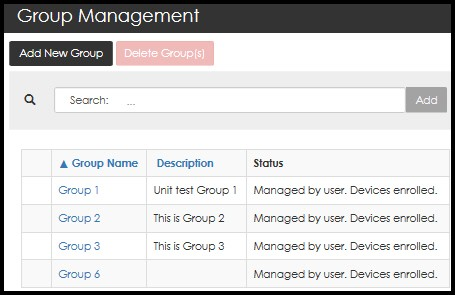 Group Management
Add New Group Delete Group(s)
Search: ... Add
▲ Group Name Description Status
Group 1 Unit test Group 1 Managed by user. Devices enrolled.
Group 2 This is Group 2 Managed by user. Devices enrolled.
Group 3 This is Group 3 Managed by user. Devices enrolled.
Group 6 Managed by user. Devices enrolled.